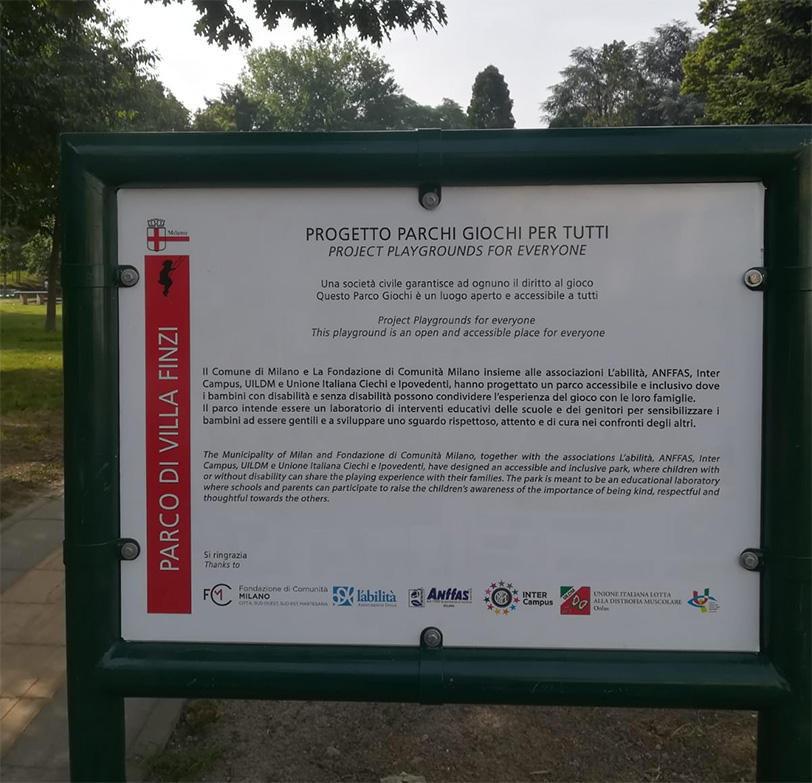 Milano
PROGETTO PARCHI GIOCHI PER TUTTI
PROJECT PLAYGROUNDS FOR EVERYONE
Una società civile garantisce ad ognuno il diritto al gioco
Questo Parco Giochi è un luogo aperto e accessibile a tutti
Project Playgrounds for everyone
This playground is an open and accessible place for everyone
PARCO DI VILLA FINZI
Il Comune di Milano e La Fondazione di Comunità Milano insieme alle associazioni L'abilità, ANFFAS, Inter
Campus, UILDM e Unione Italiana Ciechi e Ipovedenti, hanno progettato un parco accessibile e inclusivo dove
i bambini con disabilità e senza disabilità possono condividere l'esperienza del gioco con le loro famiglie.
Il parco intende essere un laboratorio di interventi educativi delle scuole e dei genitori per sensibilizzare i
bambini ad essere gentili e a sviluppare uno sguardo rispettoso, attento e di cura nei confronti degli altri.
The Municipality of Milan and Fondazione di Comunità Milano, together with the associations L'abilità, ANFFAS, Inter
Campus, UILDM e Unione Italiana Ciechi e Ipovedenti, have designed an accessible and inclusive park, where children with
or without disability can share the playing experience with their families. The park is meant to be an educational laboratory
where schools and parents can participate to raise the children's awareness of the importance of being kind, respectful and
thoughtful towards the others.
Si ringrazia
Thanks to
FCM
Fondazione di Comunità
MILANO
CITTÀ, SUD OVEST, SUD EST, MARTESANA
L'abilità
Associazione Onlus
Anffas
INTER
Campus
UILDM
UNIONE ITALIANA LOTTA
ALLA DISTROFIA MUSCOLARE
Onlus